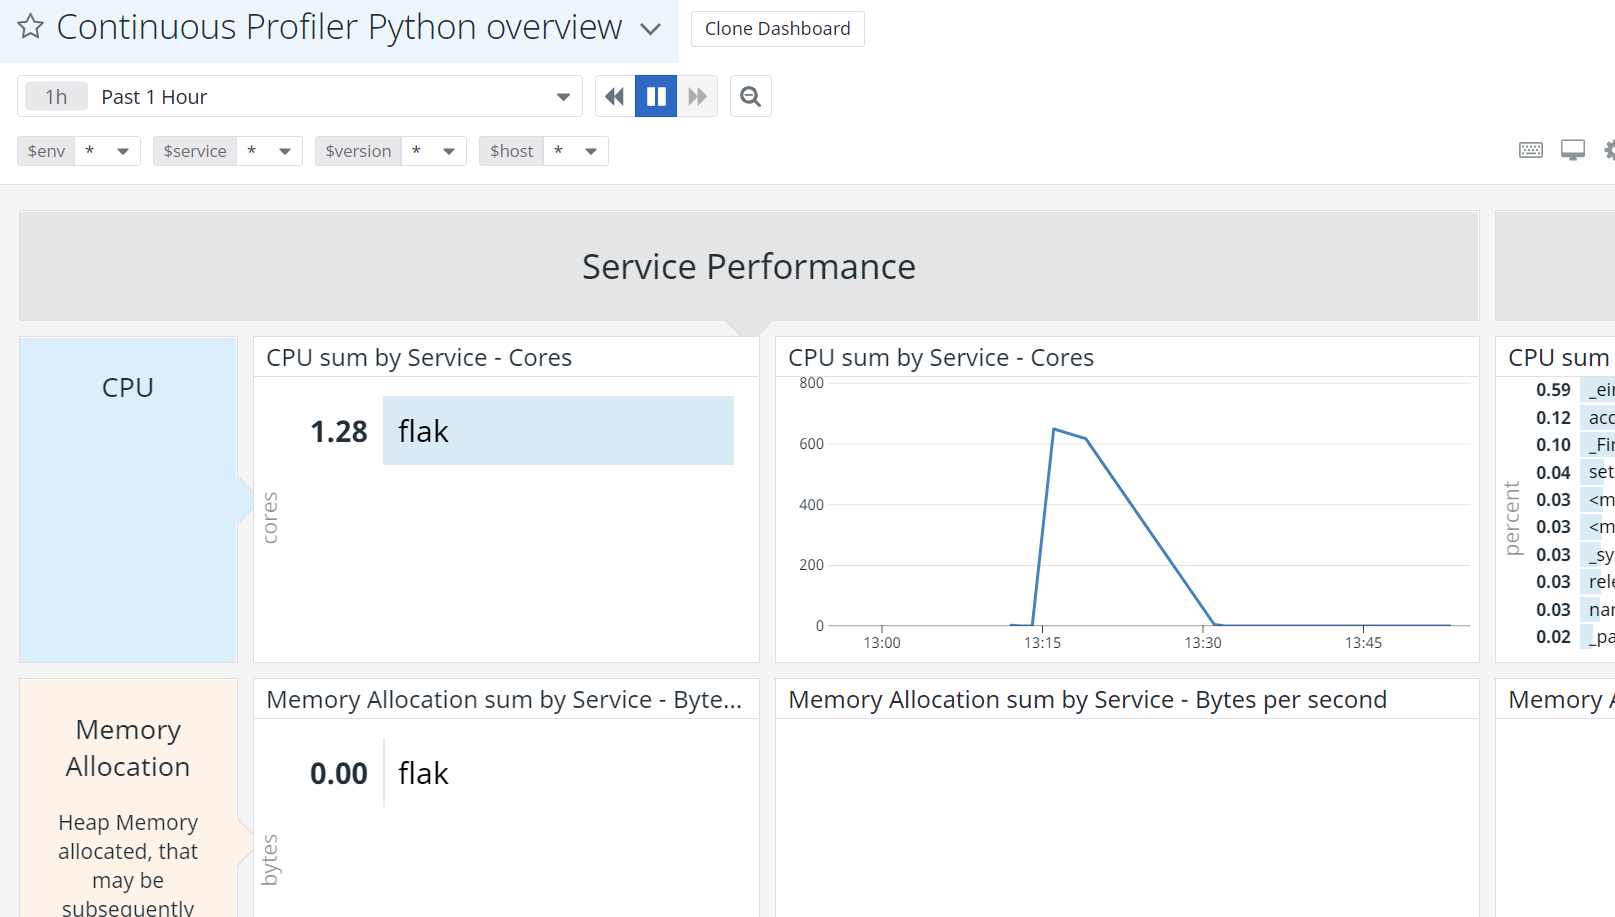 Continuous Profiler Python overview
Clone Dashboard
1h Past 1 Hour
$env *
$service *
$version *
$host *
Service Performance
CPU
CPU sum by Service - Cores
1.28 flak
cores
CPU sum by Service - Cores
800
600
400
200
0
13:00 13:15 13:30 13:45
CPU sum
0.59 _ei
0.12
0.10 _Fi
0.04 set
0.03 <m
0.03 <m
0.03 _sy
0.03 rele
0.03
0.02 _pa
percent
Memory
Allocation
Heap Memory
allocated, that
may be
subsequently
Memory Allocation sum by Service - Byte...
0.00 flak
bytes
Memory Allocation sum by Service - Bytes per second
Memory